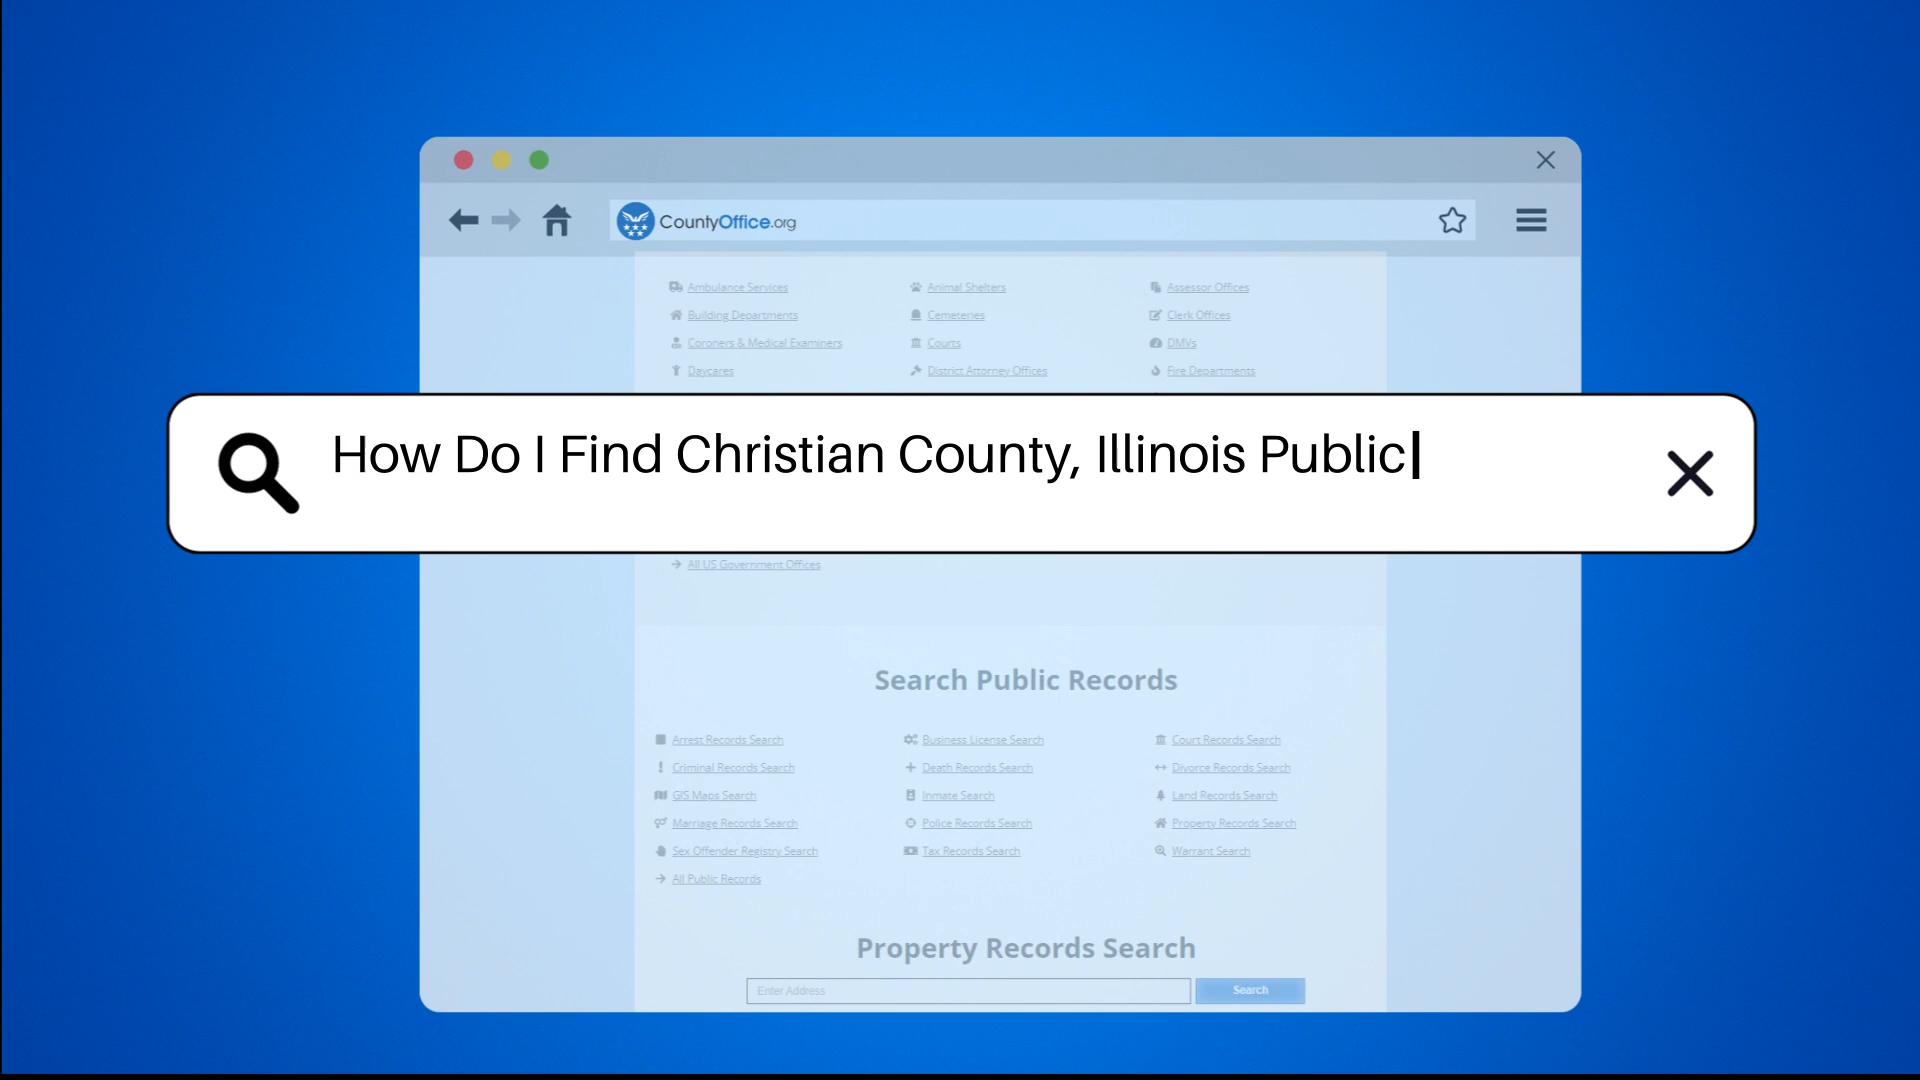 CountyOffice.org
Ambulance Services Animal Shelters Assessor Offices
Building Departments Cemeteries Clerk Offices
Coroners & Medical Examiners Courts DMVs
Daycares District Attorney Offices Fire Departments
How Do I Find Christian County, Illinois Public
All US Government Offices
Search Public Records
Arrest Records Search Business License Search Court Records Search
Criminal Records Search Death Records Search Divorce Records Search
GIS Maps Search Inmate Search Land Records Search
Marriage Records Search Police Records Search Property Records Search
Sex Offender Registry Search Tax Records Search Warrant Search
All Public Records
Property Records Search
Enter Address Search